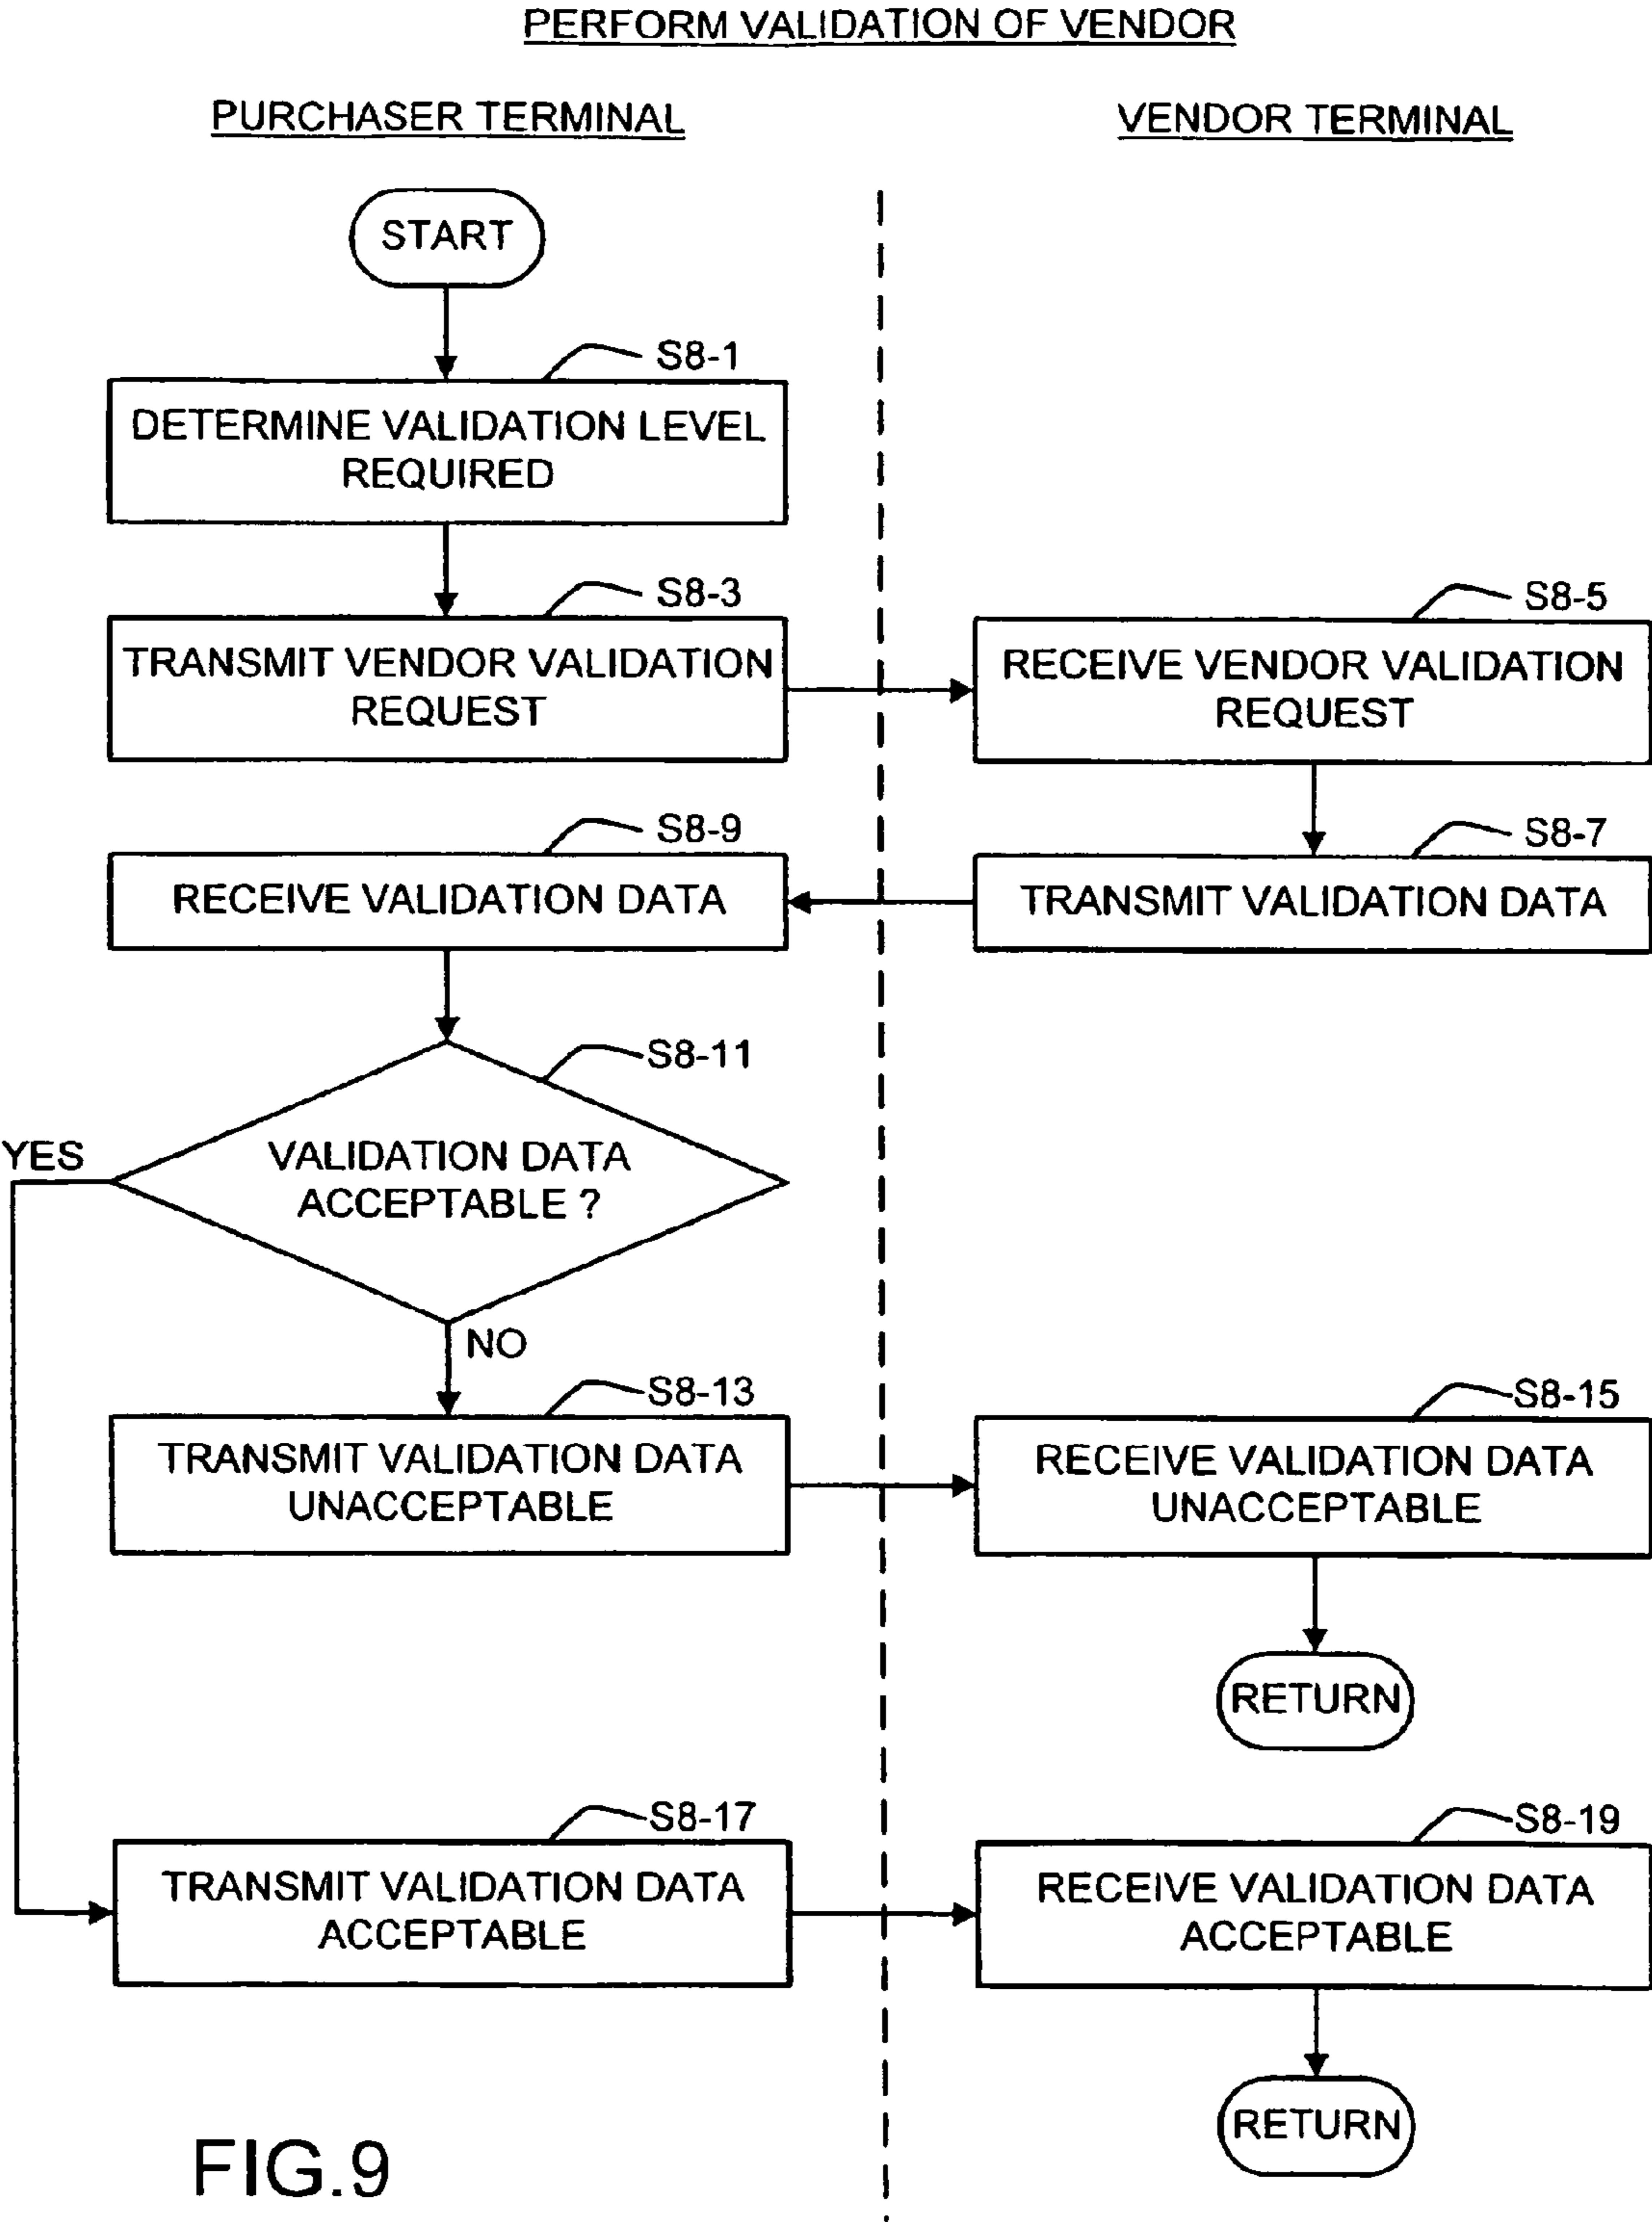 PERFORM VALIDATION OF VENDOR
PURCHASER TERMINAL
VENDOR TERMINAL
START
S8-1
DETERMINE VALIDATION LEVEL
REQUIRED
S8-3
TRANSMIT VENDOR VALIDATION
REQUEST
S8-5
RECEIVE VENDOR VALIDATION
REQUEST
S8-7
TRANSMIT VALIDATION DATA
S8-9
RECEIVE VALIDATION DATA
S8-11
VALIDATION DATA
ACCEPTABLE ?
YES
NO
S8-13
TRANSMIT VALIDATION DATA
UNACCEPTABLE
S8-15
RECEIVE VALIDATION DATA
UNACCEPTABLE
RETURN
S8-17
TRANSMIT VALIDATION DATA
ACCEPTABLE
S8-19
RECEIVE VALIDATION DATA
ACCEPTABLE
RETURN
FIG.9